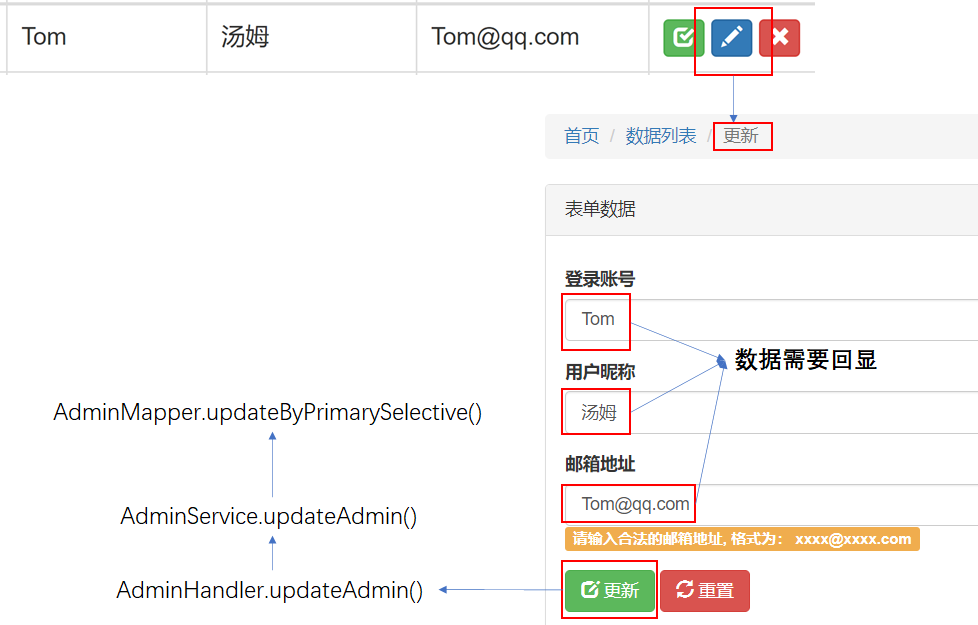 Tom 汤姆 Tom@qq.com
首页 / 数据列表 / 更新
表单数据
登录账号
Tom
数据需要回显
用户昵称
汤姆
AdminMapper.updateByPrimarySelective()
邮箱地址
Tom@qq.com
AdminService.updateAdmin()
请输入合法的邮箱地址, 格式为： xxxx@xxxx.com
AdminHandler.updateAdmin()
更新 重置